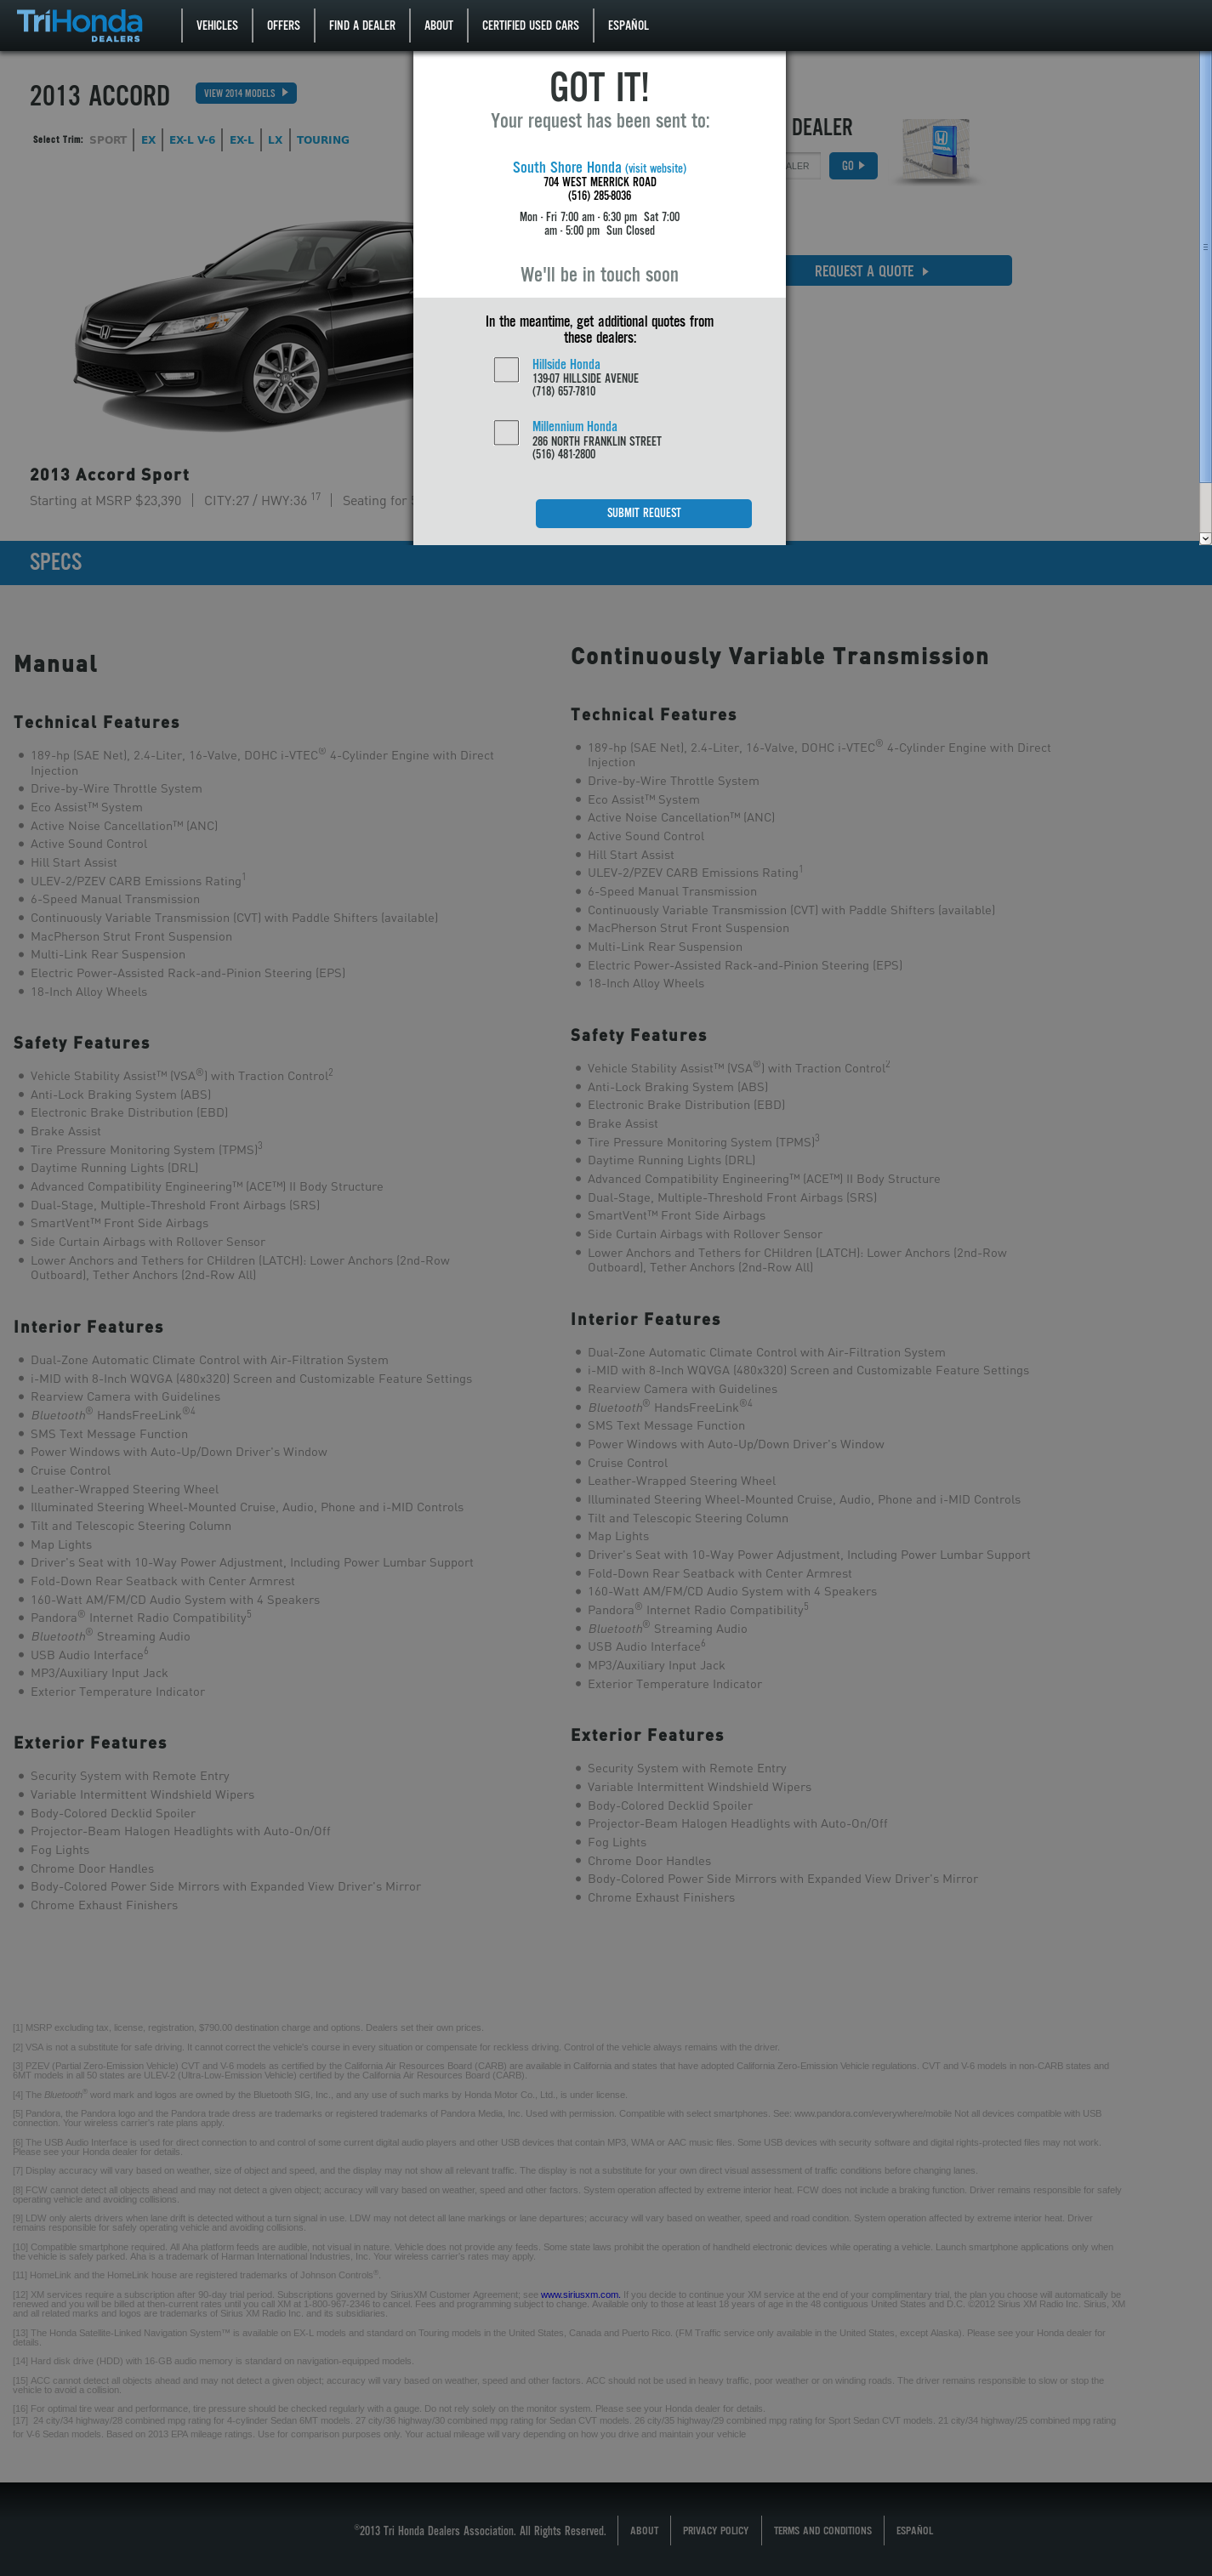 TriHonda
DEALERS
VEHICLES
OFFERS
FIND A DEALER
ABOUT
CERTIFIED USED CARS
ESPAÑOL
2013 ACCORD
VIEW 2014 MODELS
Select Trim: SPORT EX EX-L V-6 EX-L LX TOURING
DEALER
GO
REQUEST A QUOTE
GOT IT!
Your request has been sent to:
South Shore Honda (visit website)
704 WEST MERRICK ROAD
(516) 285-8036
Mon - Fri 7:00 am - 6:30 pm Sat 7:00
am - 5:00 pm Sun Closed
We'll be in touch soon
In the meantime, get additional quotes from
these dealers:
Hillside Honda
139-07 HILLSIDE AVENUE
(718) 657-7810
Millennium Honda
286 NORTH FRANKLIN STREET
(516) 481-2800
SUBMIT REQUEST
2013 Accord Sport
Starting at MSRP $23,390 | CITY:27 / HWY:36 17 | Seating for
SPECS
Manual
Technical Features
189-hp (SAE Net), 2.4-Liter, 16-Valve, DOHC i-VTEC® 4-Cylinder Engine with Direct
Injection
Drive-by-Wire Throttle System
Eco Assist™ System
Active Noise Cancellation™ (ANC)
Active Sound Control
Hill Start Assist
ULEV-2/PZEV CARB Emissions Rating1
6-Speed Manual Transmission
Continuously Variable Transmission (CVT) with Paddle Shifters (available)
MacPherson Strut Front Suspension
Multi-Link Rear Suspension
Electric Power-Assisted Rack-and-Pinion Steering (EPS)
18-Inch Alloy Wheels
Safety Features
Vehicle Stability Assist™ (VSA®) with Traction Control2
Anti-Lock Braking System (ABS)
Electronic Brake Distribution (EBD)
Brake Assist
Tire Pressure Monitoring System (TPMS)3
Daytime Running Lights (DRL)
Advanced Compatibility Engineering™ (ACE™) II Body Structure
Dual-Stage, Multiple-Threshold Front Airbags (SRS)
SmartVent™ Front Side Airbags
Side Curtain Airbags with Rollover Sensor
Lower Anchors and Tethers for CHildren (LATCH): Lower Anchors (2nd-Row
Outboard), Tether Anchors (2nd-Row All)
Interior Features
Dual-Zone Automatic Climate Control with Air-Filtration System
i-MID with 8-Inch WQVGA (480x320) Screen and Customizable Feature Settings
Rearview Camera with Guidelines
Bluetooth® HandsFreeLink®4
SMS Text Message Function
Power Windows with Auto-Up/Down Driver's Window
Cruise Control
Leather-Wrapped Steering Wheel
Illuminated Steering Wheel-Mounted Cruise, Audio, Phone and i-MID Controls
Tilt and Telescopic Steering Column
Map Lights
Driver's Seat with 10-Way Power Adjustment, Including Power Lumbar Support
Fold-Down Rear Seatback with Center Armrest
160-Watt AM/FM/CD Audio System with 4 Speakers
Pandora® Internet Radio Compatibility5
Bluetooth® Streaming Audio
USB Audio Interface6
MP3/Auxiliary Input Jack
Exterior Temperature Indicator
Exterior Features
Security System with Remote Entry
Variable Intermittent Windshield Wipers
Body-Colored Decklid Spoiler
Projector-Beam Halogen Headlights with Auto-On/Off
Fog Lights
Chrome Door Handles
Body-Colored Power Side Mirrors with Expanded View Driver's Mirror
Chrome Exhaust Finishers
Continuously Variable Transmission
Technical Features
189-hp (SAE Net), 2.4-Liter, 16-Valve, DOHC i-VTEC® 4-Cylinder Engine with Direct
Injection
Drive-by-Wire Throttle System
Eco Assist™ System
Active Noise Cancellation™ (ANC)
Active Sound Control
Hill Start Assist
ULEV-2/PZEV CARB Emissions Rating1
6-Speed Manual Transmission
Continuously Variable Transmission (CVT) with Paddle Shifters (available)
MacPherson Strut Front Suspension
Multi-Link Rear Suspension
Electric Power-Assisted Rack-and-Pinion Steering (EPS)
18-Inch Alloy Wheels
Safety Features
Vehicle Stability Assist™ (VSA®) with Traction Control2
Anti-Lock Braking System (ABS)
Electronic Brake Distribution (EBD)
Brake Assist
Tire Pressure Monitoring System (TPMS)3
Daytime Running Lights (DRL)
Advanced Compatibility Engineering™ (ACE™) II Body Structure
Dual-Stage, Multiple-Threshold Front Airbags (SRS)
SmartVent™ Front Side Airbags
Side Curtain Airbags with Rollover Sensor
Lower Anchors and Tethers for CHildren (LATCH): Lower Anchors (2nd-Row
Outboard), Tether Anchors (2nd-Row All)
Interior Features
Dual-Zone Automatic Climate Control with Air-Filtration System
i-MID with 8-Inch WQVGA (480x320) Screen and Customizable Feature Settings
Rearview Camera with Guidelines
Bluetooth® HandsFreeLink®4
SMS Text Message Function
Power Windows with Auto-Up/Down Driver's Window
Cruise Control
Leather-Wrapped Steering Wheel
Illuminated Steering Wheel-Mounted Cruise, Audio, Phone and i-MID Controls
Tilt and Telescopic Steering Column
Map Lights
Driver's Seat with 10-Way Power Adjustment, Including Power Lumbar Support
Fold-Down Rear Seatback with Center Armrest
160-Watt AM/FM/CD Audio System with 4 Speakers
Pandora® Internet Radio Compatibility5
Bluetooth® Streaming Audio
USB Audio Interface6
MP3/Auxiliary Input Jack
Exterior Temperature Indicator
Exterior Features
Security System with Remote Entry
Variable Intermittent Windshield Wipers
Body-Colored Decklid Spoiler
Projector-Beam Halogen Headlights with Auto-On/Off
Fog Lights
Chrome Door Handles
Body-Colored Power Side Mirrors with Expanded View Driver's Mirror
Chrome Exhaust Finishers
[1] MSRP excluding tax, license, registration, $790.00 destination charge and options. Dealers set their own prices.
[2] VSA is not a substitute for safe driving. It cannot correct the vehicle's course in every situation or compensate for reckless driving. Control of the vehicle always remains with the driver.
[3] PZEV (Partial Zero-Emission Vehicle) CVT and V-6 models as certified by the California Air Resources Board (CARB) are available in California and states that have adopted California Zero-Emission Vehicle regulations. CVT and V-6 models in non-CARB states and
6MT models in all 50 states are ULEV-2 (Ultra-Low-Emission Vehicle) certified by the California Air Resources Board (CARB).
[4] The Bluetooth® word mark and logos are owned by the Bluetooth SIG, Inc., and any use of such marks by Honda Motor Co., Ltd., is under license.
[5] Pandora, the Pandora logo and the Pandora trade dress are trademarks or registered trademarks of Pandora Media, Inc. Used with permission. Compatible with select smartphones. See: www.pandora.com/everywhere/mobile Not all devices compatible with USB
connection. Your wireless carrier's rate plans apply.
[6] The USB Audio Interface is used for direct connection to and control of some current digital audio players and other USB devices that contain MP3, WMA or AAC music files. Some USB devices with security software and digital rights-protected files may not work.
Please see your Honda dealer for details.
[7] Display accuracy will vary based on weather, size of object and speed, and the display may not show all relevant traffic. The display is not a substitute for your own direct visual assessment of traffic conditions before changing lanes.
[8] FCW cannot detect all objects ahead and may not detect a given object; accuracy will vary based on weather, speed and other factors. System operation affected by extreme interior heat. FCW does not include a braking function. Driver remains responsible for safely
operating vehicle and avoiding collisions.
[9] LDW only alerts drivers when lane drift is detected without a turn signal in use. LDW may not detect all lane markings or lane departures; accuracy will vary based on weather, speed and road condition. System operation affected by extreme interior heat. Driver
remains responsible for safely operating vehicle and avoiding collisions.
[10] Compatible smartphone required. All Aha platform feeds are audible, not visual in nature. Vehicle does not provide any feeds. Some state laws prohibit the operation of handheld electronic devices while operating a vehicle. Launch smartphone applications only when
the vehicle is safely parked. Aha is a trademark of Harman International Industries, Inc. Your wireless carrier's rates may apply.
[11] HomeLink and the HomeLink house are registered trademarks of Johnson Controls®.
[12] XM services require a subscription after 90-day trial period. Subscriptions governed by SiriusXM Customer Agreement; see www.siriusxm.com. If you decide to continue your XM service at the end of your complimentary trial, the plan you choose will automatically be
renewed and you will be billed at then-current rates until you call XM at 1-800-967-2346 to cancel. Fees and programming subject to change. Available only to those at least 18 years of age in the 48 contiguous United States and D.C. ©2012 Sirius XM Radio Inc. Sirius, XM
and all related marks and logos are trademarks of Sirius XM Radio Inc. and its subsidiaries.
[13] The Honda Satellite-Linked Navigation System™ is available on EX-L models and standard on Touring models in the United States, Canada and Puerto Rico. (FM Traffic service only available in the United States, except Alaska). Please see your Honda dealer for
details.
[14] Hard disk drive (HDD) with 16-GB audio memory is standard on navigation-equipped models.
[15] ACC cannot detect all objects ahead and may not detect a given object; accuracy will vary based on weather, speed and other factors. ACC should not be used in heavy traffic, poor weather or on winding roads. The driver remains responsible to slow or stop the
vehicle to avoid a collision.
[16] For optimal tire wear and performance, tire pressure should be checked regularly with a gauge. Do not rely solely on the monitor system. Please see your Honda dealer for details.
[17] 24 city/34 highway/28 combined mpg rating for 4-cylinder Sedan 6MT models. 27 city/36 highway/30 combined mpg rating for Sedan CVT models. 26 city/35 highway/29 combined mpg rating for Sport Sedan CVT models. 21 city/34 highway/25 combined mpg rating
for V-6 Sedan models. Based on 2013 EPA mileage ratings. Use for comparison purposes only. Your actual mileage will vary depending on how you drive and maintain your vehicle
®2013 Tri Honda Dealers Association. All Rights Reserved.
ABOUT
PRIVACY POLICY
TERMS AND CONDITIONS
ESPAÑOL